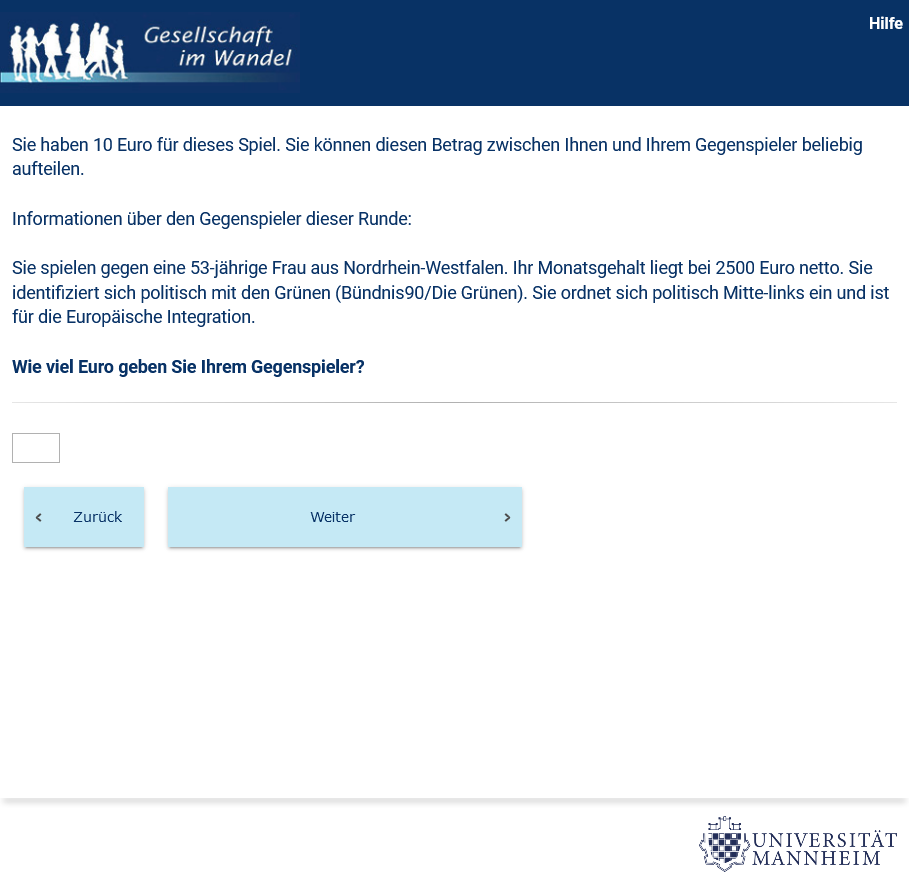 Gesellschaft
im Wandel
Hilfe
Sie haben 10 Euro für dieses Spiel. Sie können diesen Betrag zwischen Ihnen und Ihrem Gegenspieler beliebig
aufteilen.
Informationen über den Gegenspieler dieser Runde:
Sie spielen gegen eine 53-jährige Frau aus Nordrhein-Westfalen. Ihr Monatsgehalt liegt bei 2500 Euro netto. Sie
identifiziert sich politisch mit den Grünen (Bündnis90/Die Grünen). Sie ordnet sich politisch Mitte-links ein und ist
für die Europäische Integration.
Wie viel Euro geben Sie Ihrem Gegenspieler?
Zurück
Weiter
UNIVERSITÄT
MANNHEIM